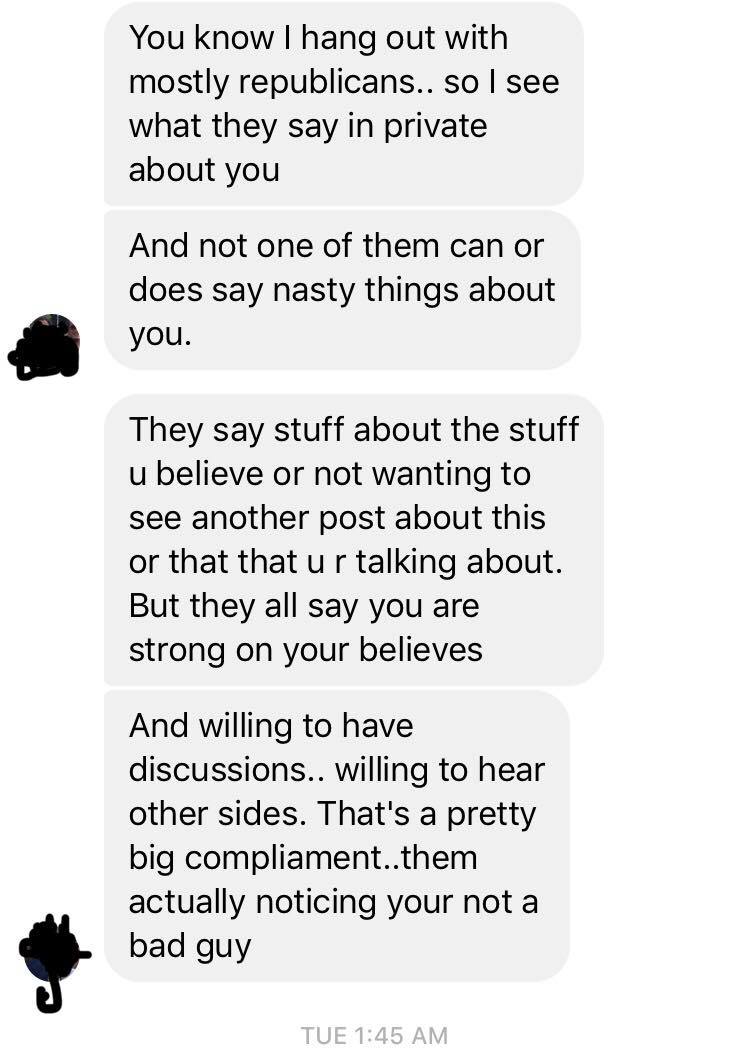 You know I hang out with
mostly republicans.. so I see
what they say in private
about you
And not one of them can or
does say nasty things about
you.
They say stuff about the stuff
u believe or not wanting to
see another post about this
or that that u r talking about.
But they all say you are
strong on your believes
And willing to have
discussions.. willing to hear
other sides. That's a pretty
big compliament..them
actually noticing your not a
bad guy
TUE 1:45 AM